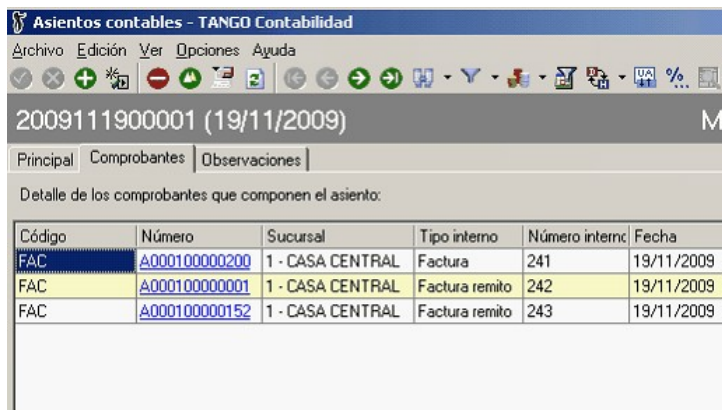 Asientos contables - TANGO Contabilidad
Archivo Edición Ver Opciones Ayuda
2009111900001 (19/11/2009) M
Principal Comprobantes Observaciones
Detalle de los comprobantes que componen el asiento:
Código Número Sucursal Tipo interno Número interno Fecha
FAC A000100000200 1 - CASA CENTRAL Factura 241 19/11/2009
FAC A000100000001 1 - CASA CENTRAL Factura remito 242 19/11/2009
FAC A000100000152 1 - CASA CENTRAL Factura remito 243 19/11/2009